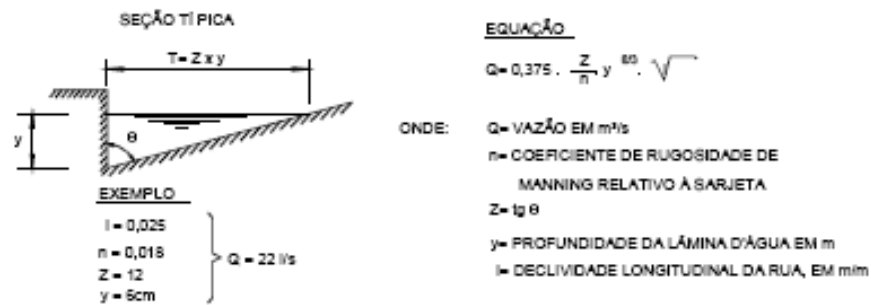 SEÇÃO TÍPICA
T= Z x y
y
θ
EXEMPLO
I = 0,025
n = 0,018
Z = 12
y = 6cm
Q = 22 l/s
EQUAÇÃO
Q= 0,375 . Z/n . y 8/3 . √
ONDE:
Q= VAZÃO EM m³/s
n= COEFICIENTE DE RUGOSIDADE DE
MANNING RELATIVO À SARJETA
Z= tg θ
y= PROFUNDIDADE DA LÂMINA D'ÁGUA EM m
I= DECLIVIDADE LONGITUDINAL DA RUA, EM m/m